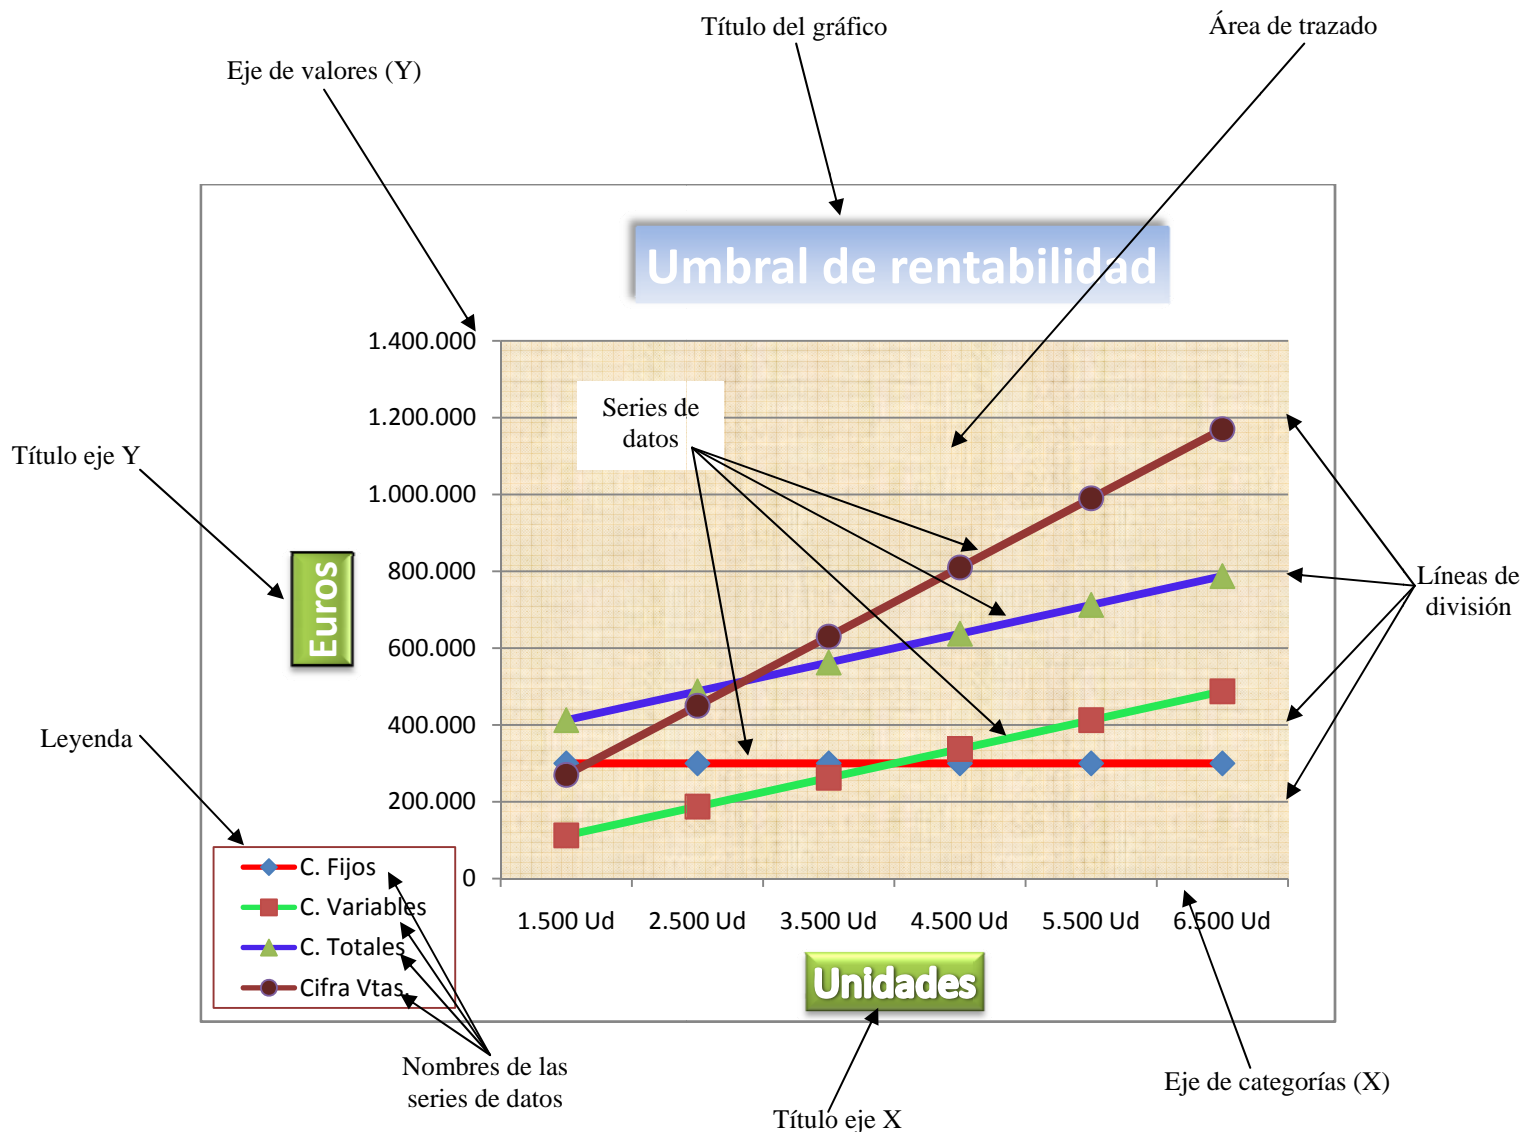 Título del gráfico
Área de trazado
Eje de valores (Y)
Umbral de rentabilidad
1.400.000
Series de
datos
1.200.000
Título eje Y
1.000.000
800.000
Líneas de
división
Euros
600.000
400.000
Leyenda
200.000
0
C. Fijos
C. Variables
C. Totales
Cifra Vtas.
1.500 Ud
2.500 Ud
3.500 Ud
4.500 Ud
5.500 Ud
6.500 Ud
Unidades
Nombres de las
series de datos
Título eje X
Eje de categorías (X)